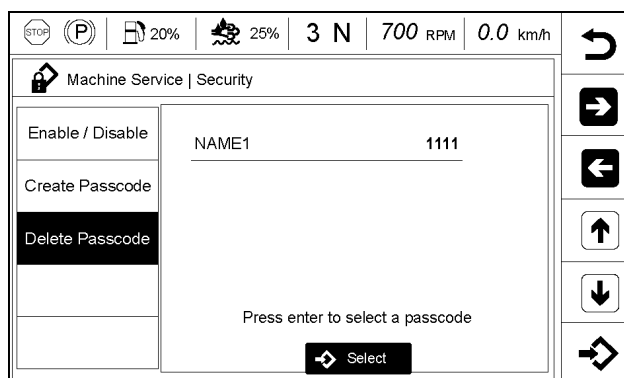 STOP P 20% 25% 3 N 700 RPM 0.0 km/h
Machine Service | Security
Enable / Disable
NAME1 1111
Create Passcode
Delete Passcode
Press enter to select a passcode
Select